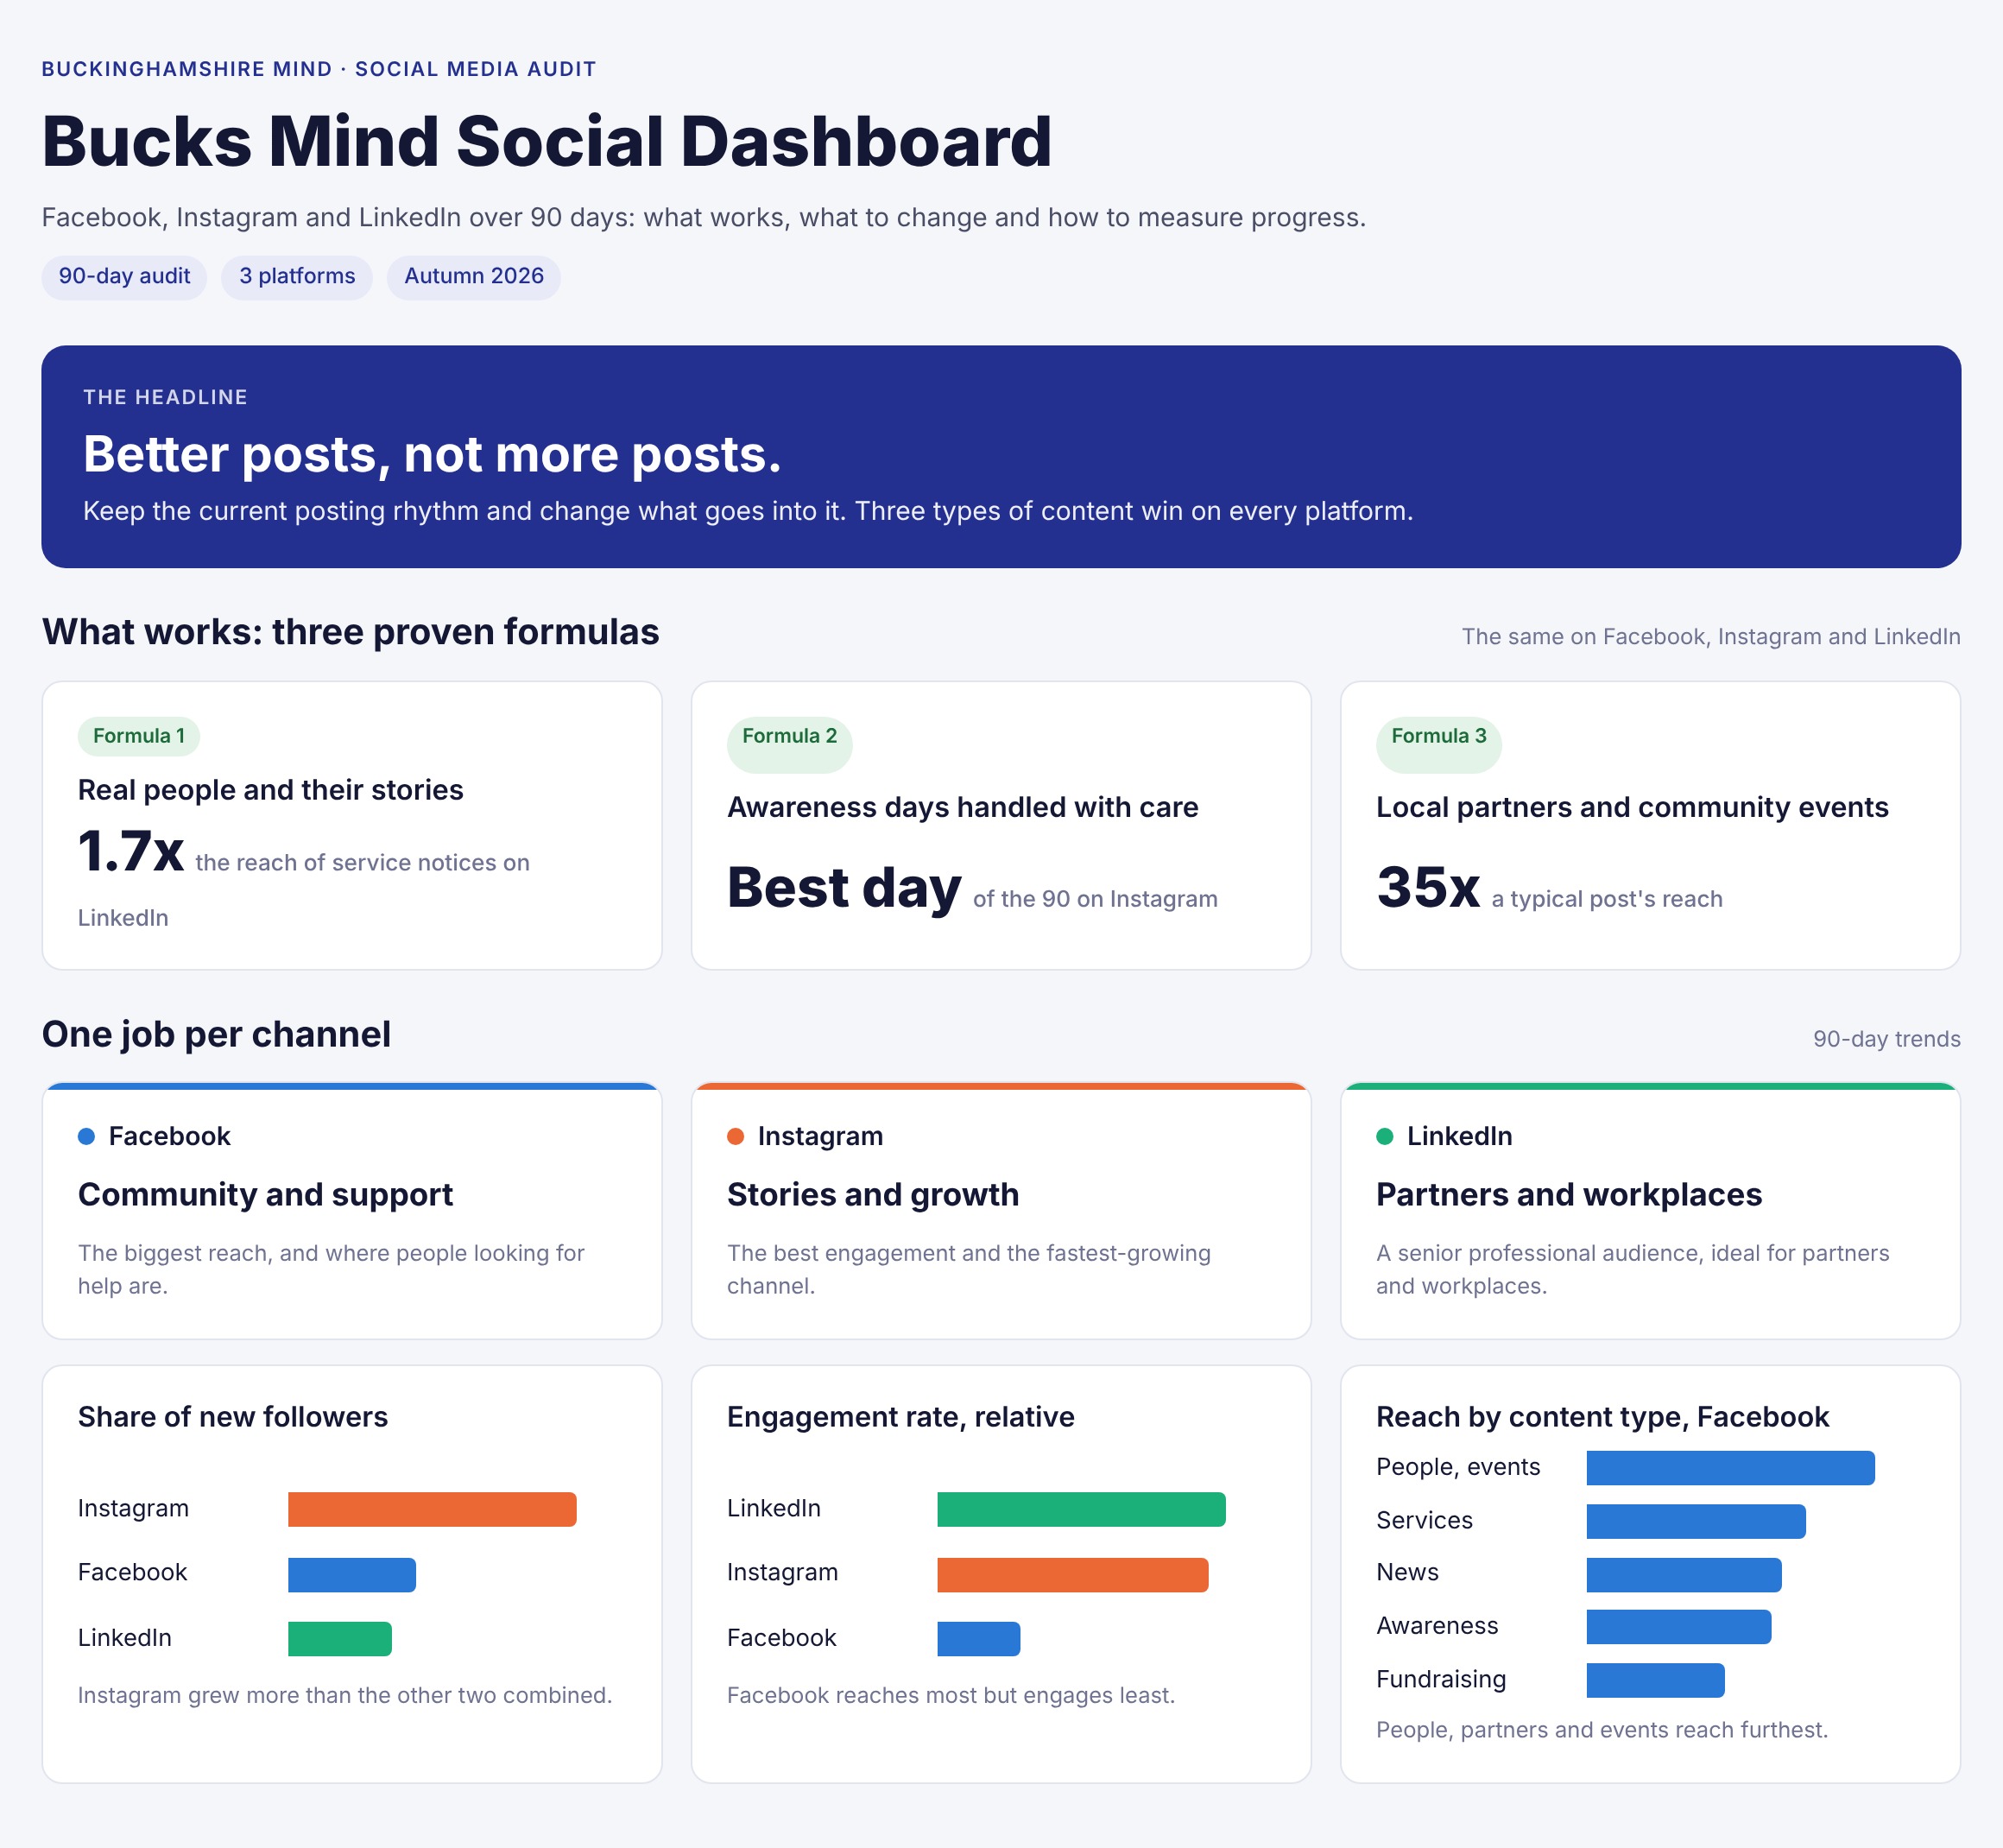 BUCKINGHAMSHIRE MIND · SOCIAL MEDIA AUDIT
Bucks Mind Social Dashboard
Facebook, Instagram and LinkedIn over 90 days: what works, what to change and how to measure progress.
90-day audit
3 platforms
Autumn 2026
THE HEADLINE
Better posts, not more posts.
Keep the current posting rhythm and change what goes into it. Three types of content win on every platform.
What works: three proven formulas
The same on Facebook, Instagram and LinkedIn
Formula 1
Real people and their stories
1.7x the reach of service notices on
LinkedIn
Formula 2
Awareness days handled with care
Best day of the 90 on Instagram
Formula 3
Local partners and community events
35x a typical post's reach
One job per channel
90-day trends
Facebook
Community and support
The biggest reach, and where people looking for
help are.
Instagram
Stories and growth
The best engagement and the fastest-growing
channel.
LinkedIn
Partners and workplaces
A senior professional audience, ideal for partners
and workplaces.
Share of new followers
Instagram
Facebook
LinkedIn
Instagram grew more than the other two combined.
Engagement rate, relative
LinkedIn
Instagram
Facebook
Facebook reaches most but engages least.
Reach by content type, Facebook
People, events
Services
News
Awareness
Fundraising
People, partners and events reach furthest.